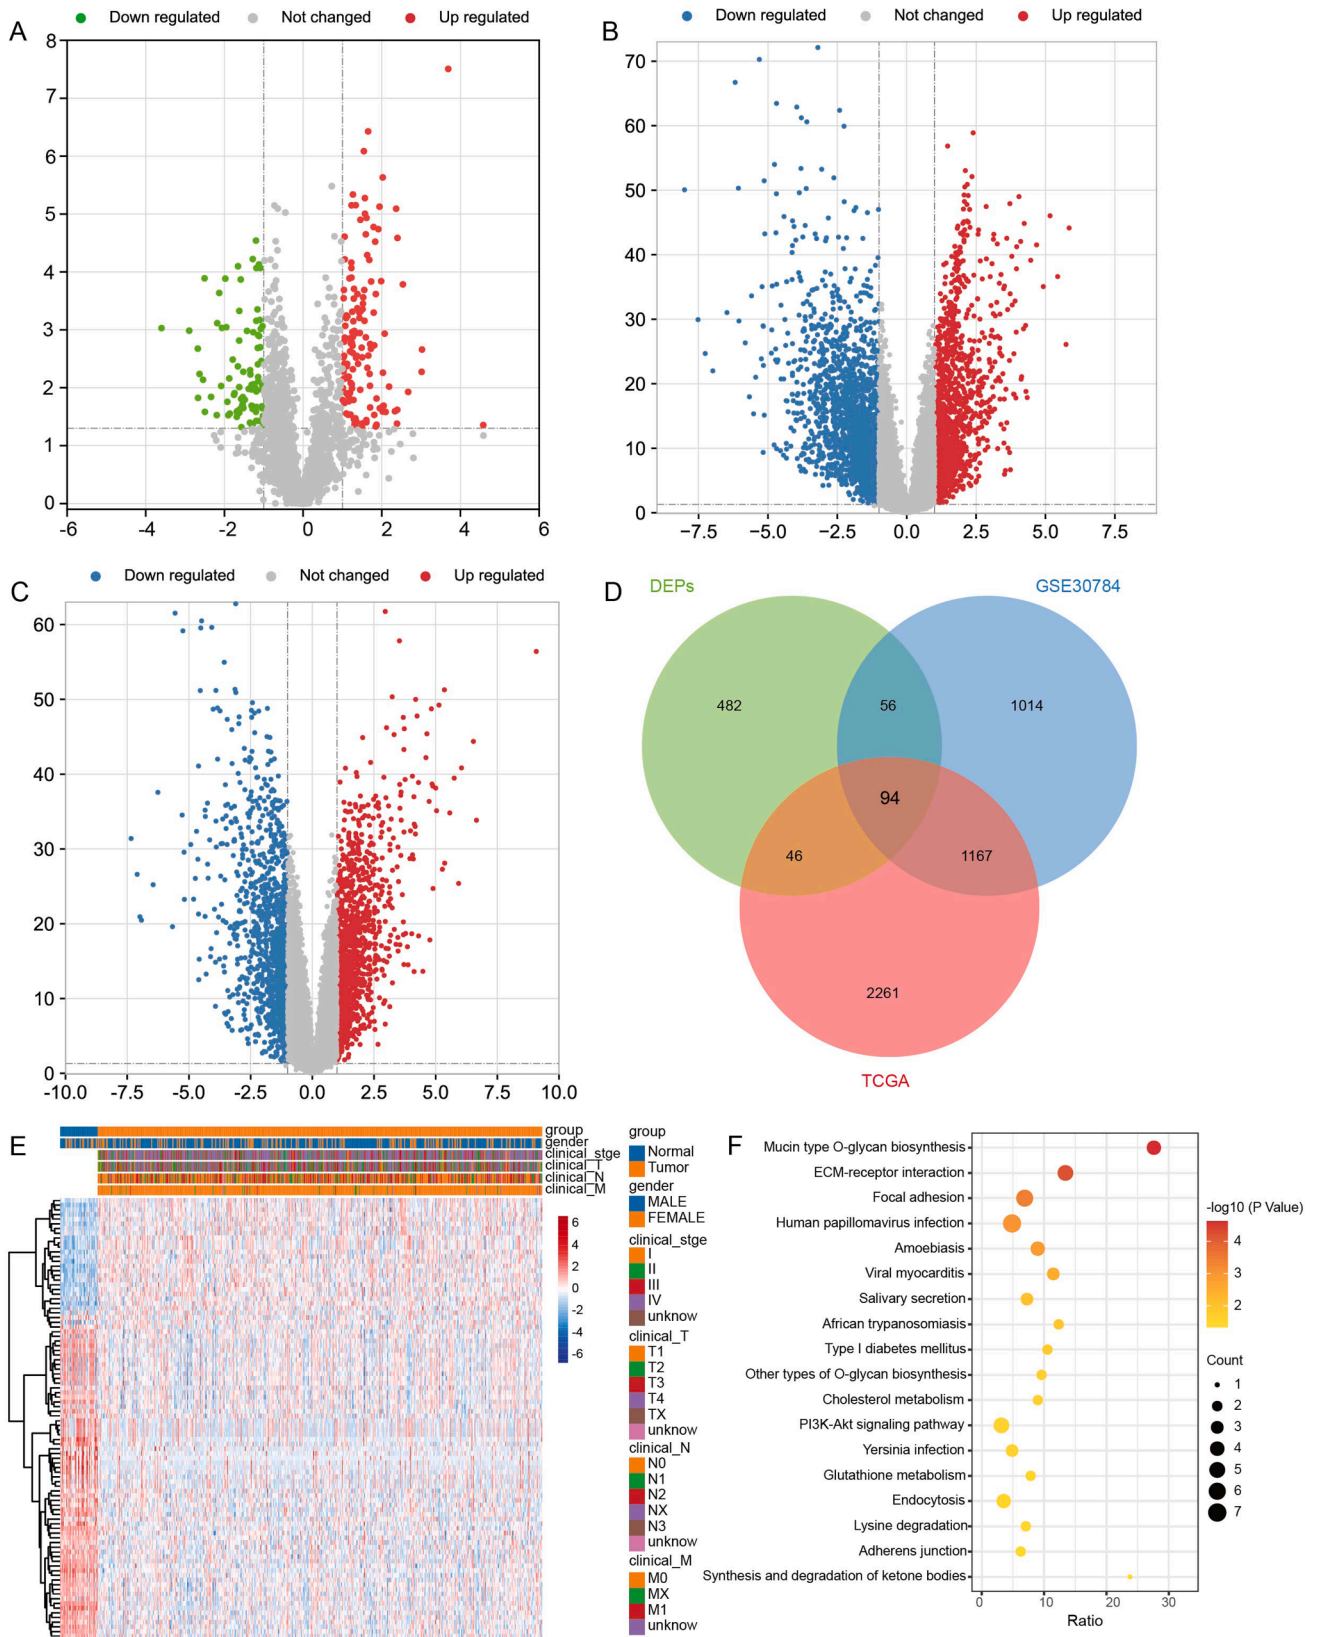 A
Down regulated
Not changed
Up regulated
8
7
6
5
4
3
2
1
0
-6
-4
-2
0
2
4
6
B
Down regulated
Not changed
Up regulated
70
60
50
40
30
20
10
0
−7.5
−5.0
−2.5
0.0
2.5
5.0
7.5
C
Down regulated
Not changed
Up regulated
60
50
40
30
20
10
0
-10.0
-7.5
-5.0
-2.5
0.0
2.5
5.0
7.5
10.0
D
DEPs
GSE30784
482
56
1014
94
46
1167
2261
TCGA
E
group
gender
clinical_stge
clinical_T
clinical_N
clinical_M
6
4
2
0
-2
-4
-6
group
Normal
Tumor
gender
MALE
FEMALE
clinical_stge
I
II
III
IV
unknow
clinical_T
T1
T2
T3
T4
TX
unknow
clinical_N
N0
N1
N2
NX
N3
unknow
clinical_M
M0
MX
M1
unknow
F
Mucin type O-glycan biosynthesis
ECM-receptor interaction
Focal adhesion
Human papillomavirus infection
Amoebiasis
Viral myocarditis
Salivary secretion
African trypanosomiasis
Type I diabetes mellitus
Other types of O-glycan biosynthesis
Cholesterol metabolism
PI3K-Akt signaling pathway
Yersinia infection
Glutathione metabolism
Endocytosis
Lysine degradation
Adherens junction
Synthesis and degradation of ketone bodies
0
10
20
30
Ratio
-log10 (P Value)
4
3
2
Count
1
2
3
4
5
6
7